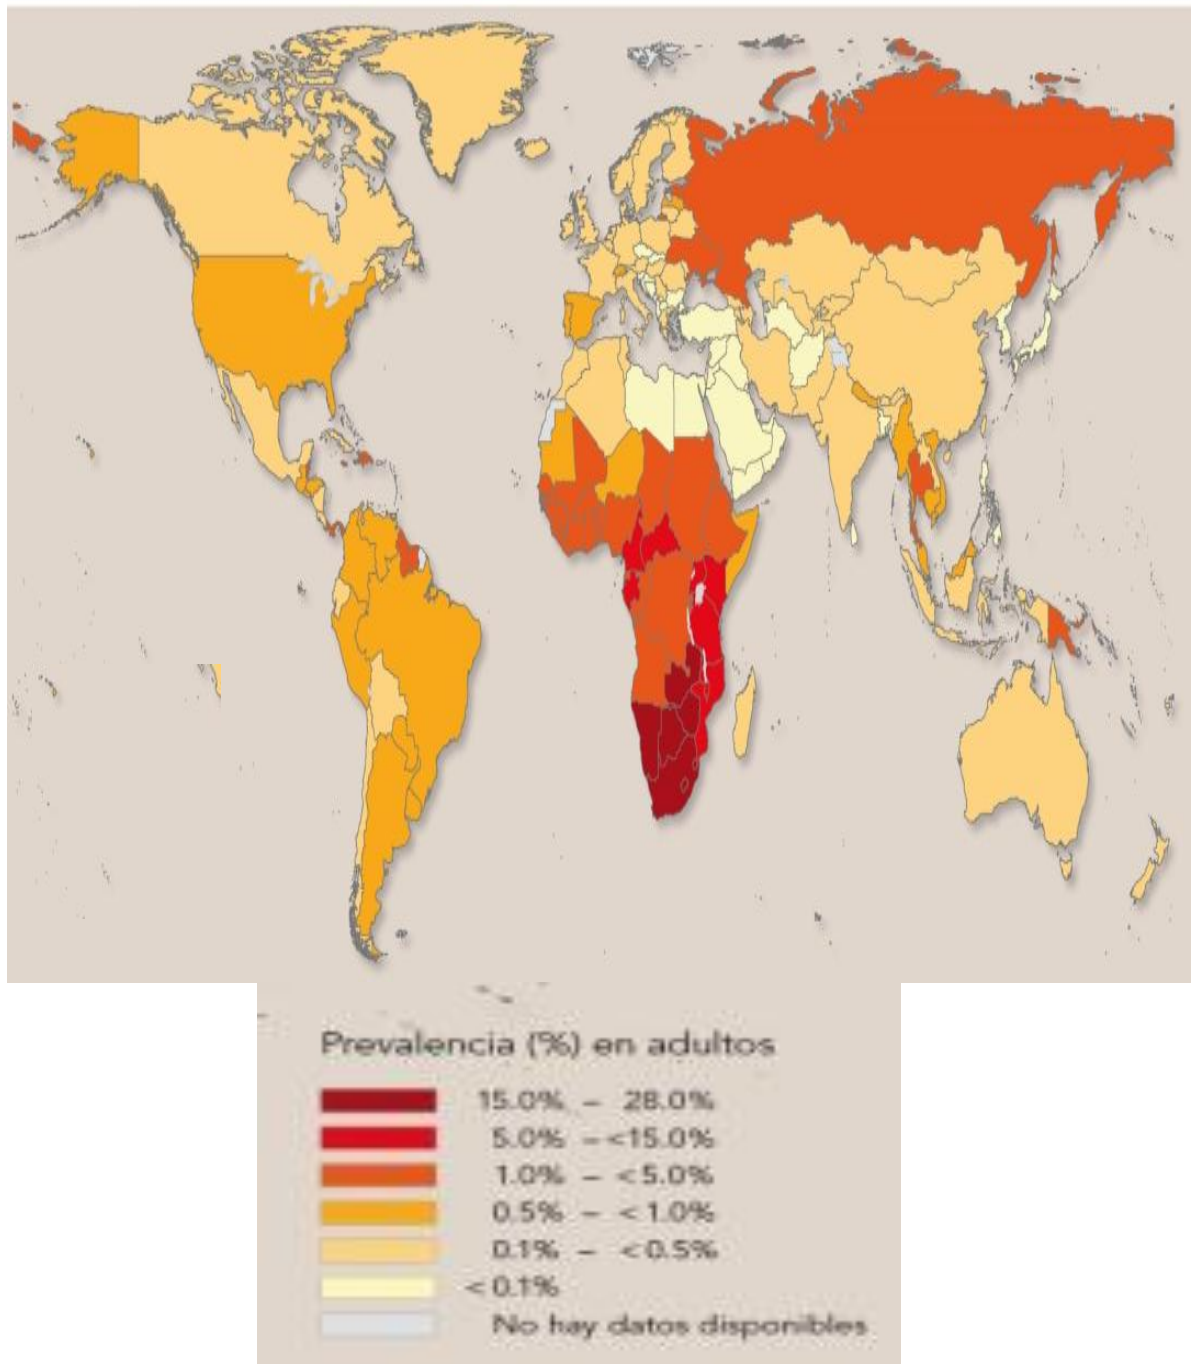 Prevalencia (%) en adultos
15.0% – 28.0%
5.0% –<15.0%
1.0% – <5.0%
0.5% – <1.0%
0.1% – <0.5%
<0.1%
No hay datos disponibles